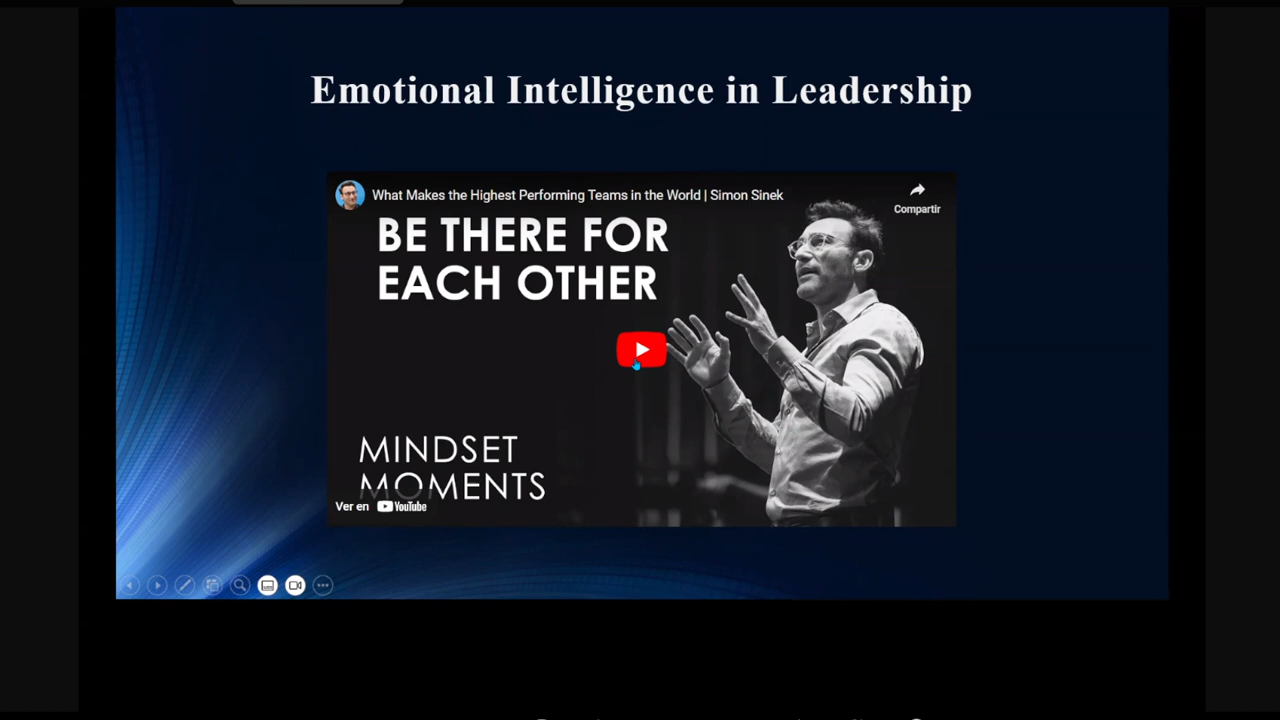 Emotional Intelligence in Leadership
What Makes the Highest Performing Teams in the World | Simon Sinek
Compartir
BE THERE FOR
EACH OTHER
MINDSET
MOMENTS
Ver en YouTube